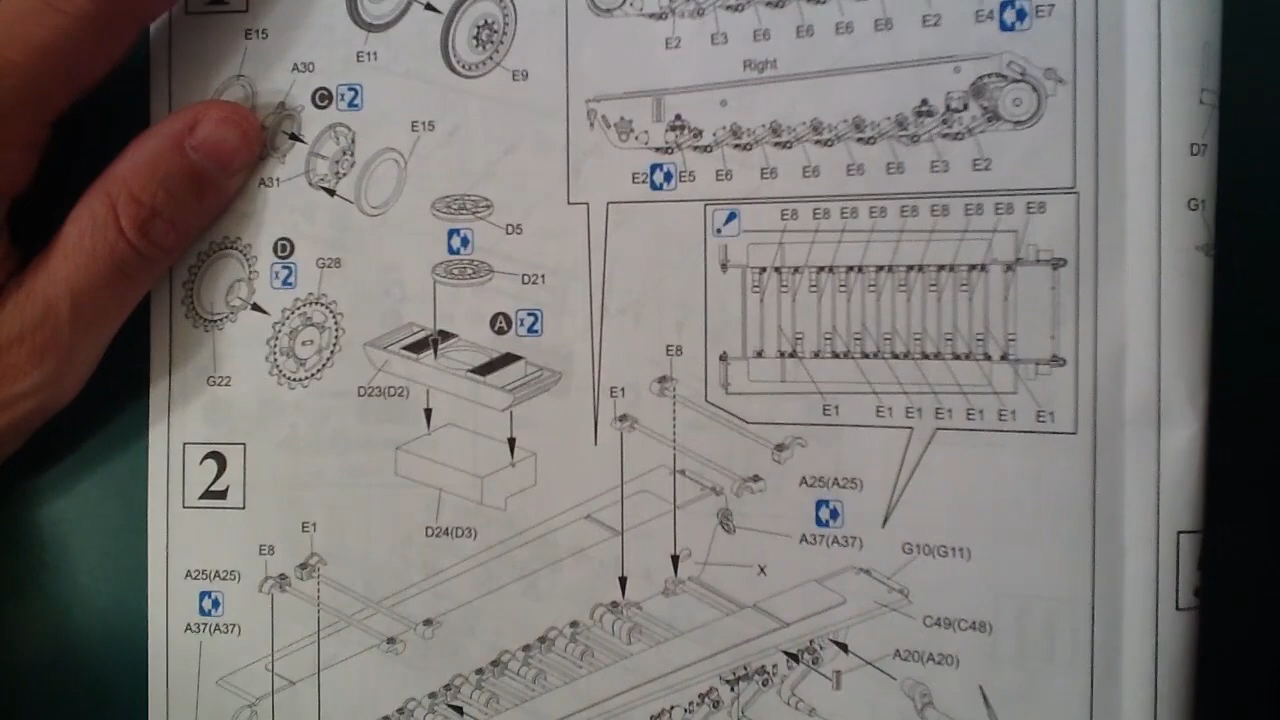 1
E15
A30
C x2
E11
E9
E15
A31
D x2
G28
G22
D5
D21
A x2
D23(D2)
D24(D3)
E2 E3 E6 E6 E6 E6 E2 E4 E7
Right
E2 E5 E6 E6 E6 E6 E6 E3 E2
E8 E8 E8 E8 E8 E8 E8 E8 E8
E1 E1 E1 E1 E1 E1 E1
D7
G1
2
E8
E1
A25(A25)
A37(A37)
X
G10(G11)
C49(C48)
A20(A20)
E1
E8
A25(A25)
A37(A37)